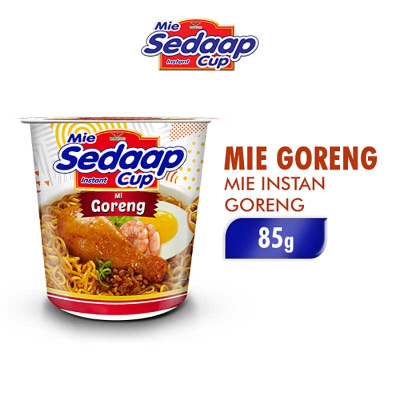 Mie
Sedaap
Instant Cup
Mie
Sedaap
Instant Cup
Mi
Goreng
MIE GORENG
MIE INSTAN
GORENG
85g